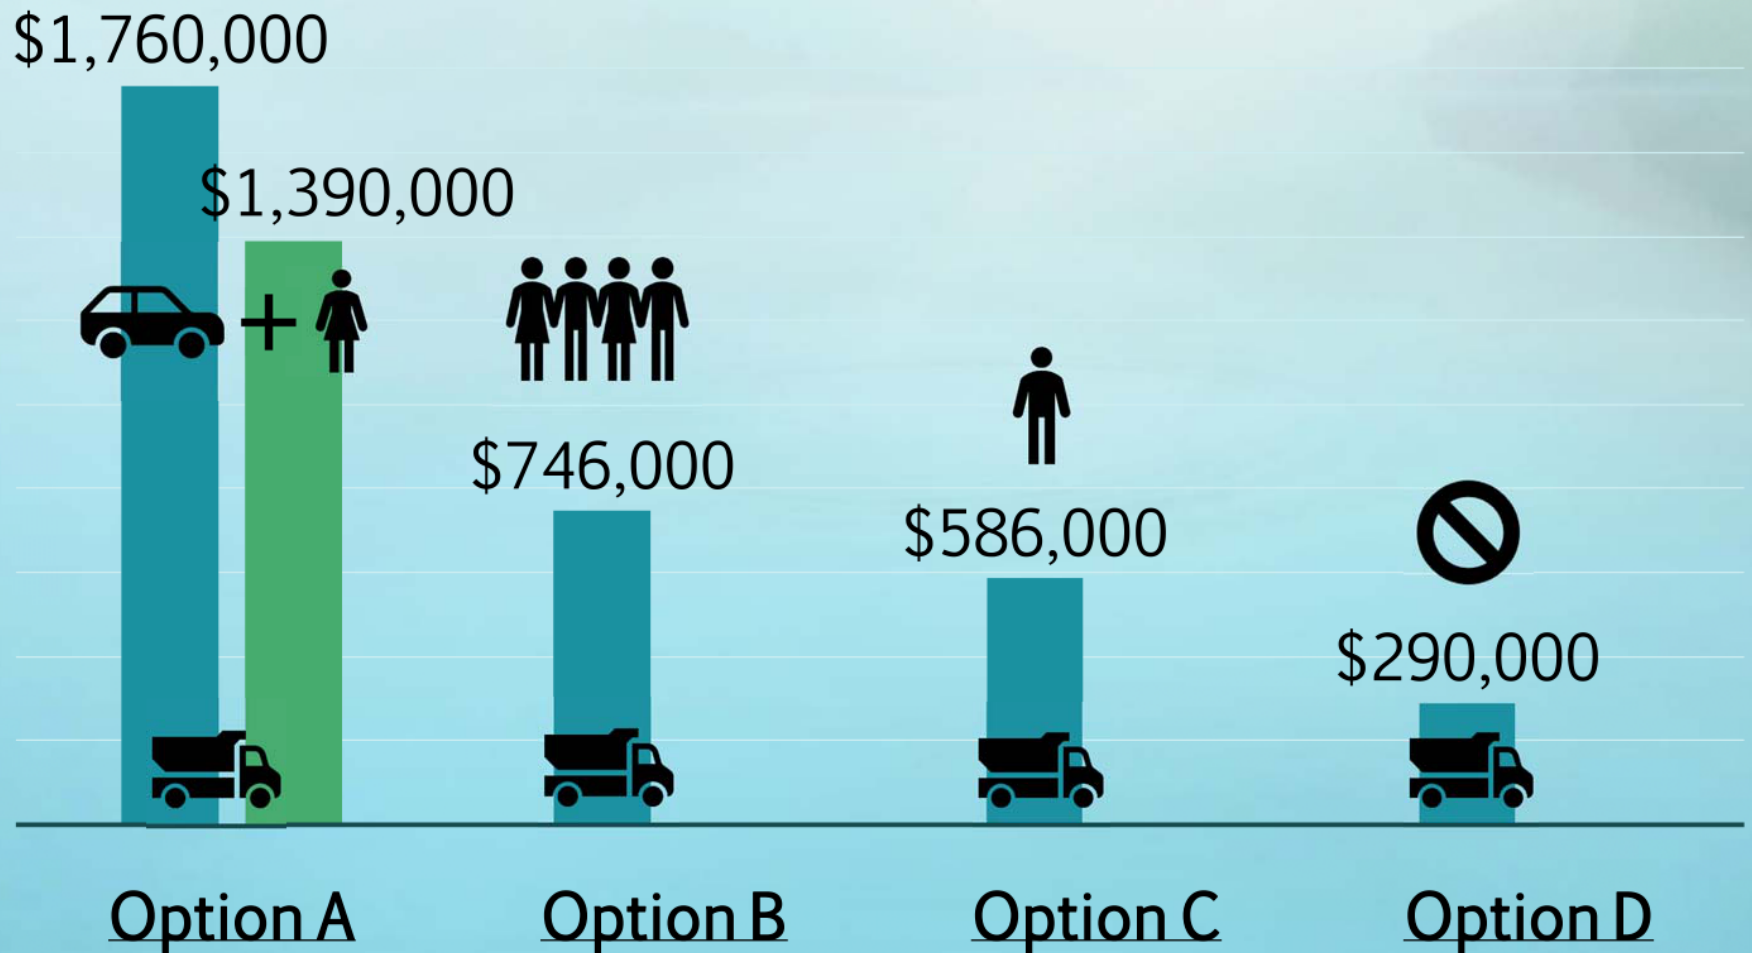 $1,760,000
$1,390,000
$746,000
$586,000
$290,000
Option A
Option B
Option C
Option D